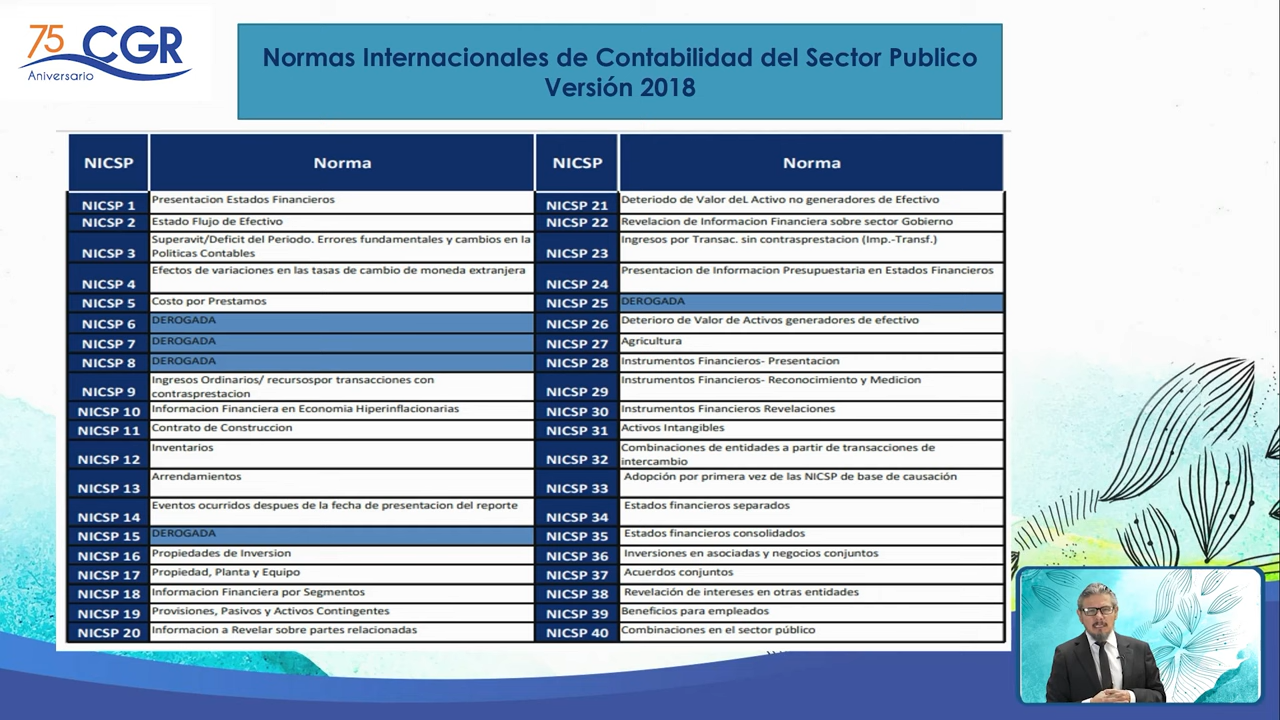 75 CGR
Aniversario
Normas Internacionales de Contabilidad del Sector Publico
Versión 2018
NICSP Norma NICSP Norma
NICSP 1 Presentacion Estados Financieros NICSP 21 Deteriodo de Valor deL Activo no generadores de Efectivo
NICSP 2 Estado Flujo de Efectivo NICSP 22 Revelacion de Informacion Financiera sobre sector Gobierno
NICSP 3 Superavit/Deficit del Periodo. Errores fundamentales y cambios en la
Politicas Contables
NICSP 23 Ingresos por Transac. sin contrasprestacion (Imp.-Transf.)
NICSP 4 Efectos de variaciones en las tasas de cambio de moneda extranjera NICSP 24 Presentacion de Informacion Presupuestaria en Estados Financieros
NICSP 5 Costo por Prestamos NICSP 25 DEROGADA
NICSP 6 DEROGADA NICSP 26 Deterioro de Valor de Activos generadores de efectivo
NICSP 7 DEROGADA NICSP 27 Agricultura
NICSP 8 DEROGADA NICSP 28 Instrumentos Financieros- Presentacion
NICSP 9 Ingresos Ordinarios/ recursospor transacciones con
contrasprestacion
NICSP 29 Instrumentos Financieros- Reconocimiento y Medicion
NICSP 10 Informacion Financiera en Economia Hiperinflacionarias NICSP 30 Instrumentos Financieros Revelaciones
NICSP 11 Contrato de Construccion NICSP 31 Activos Intangibles
NICSP 12 Inventarios NICSP 32 Combinaciones de entidades a partir de transacciones de
intercambio
NICSP 13 Arrendamientos NICSP 33 Adopción por primera vez de las NICSP de base de causación
NICSP 14 Eventos ocurridos despues de la fecha de presentacion del reporte NICSP 34 Estados financieros separados
NICSP 15 DEROGADA NICSP 35 Estados financieros consolidados
NICSP 16 Propiedades de Inversion NICSP 36 Inversiones en asociadas y negocios conjuntos
NICSP 17 Propiedad, Planta y Equipo NICSP 37 Acuerdos conjuntos
NICSP 18 Informacion Financiera por Segmentos NICSP 38 Revelación de intereses en otras entidades
NICSP 19 Provisiones, Pasivos y Activos Contingentes NICSP 39 Beneficios para empleados
NICSP 20 Informacion a Revelar sobre partes relacionadas NICSP 40 Combinaciones en el sector público